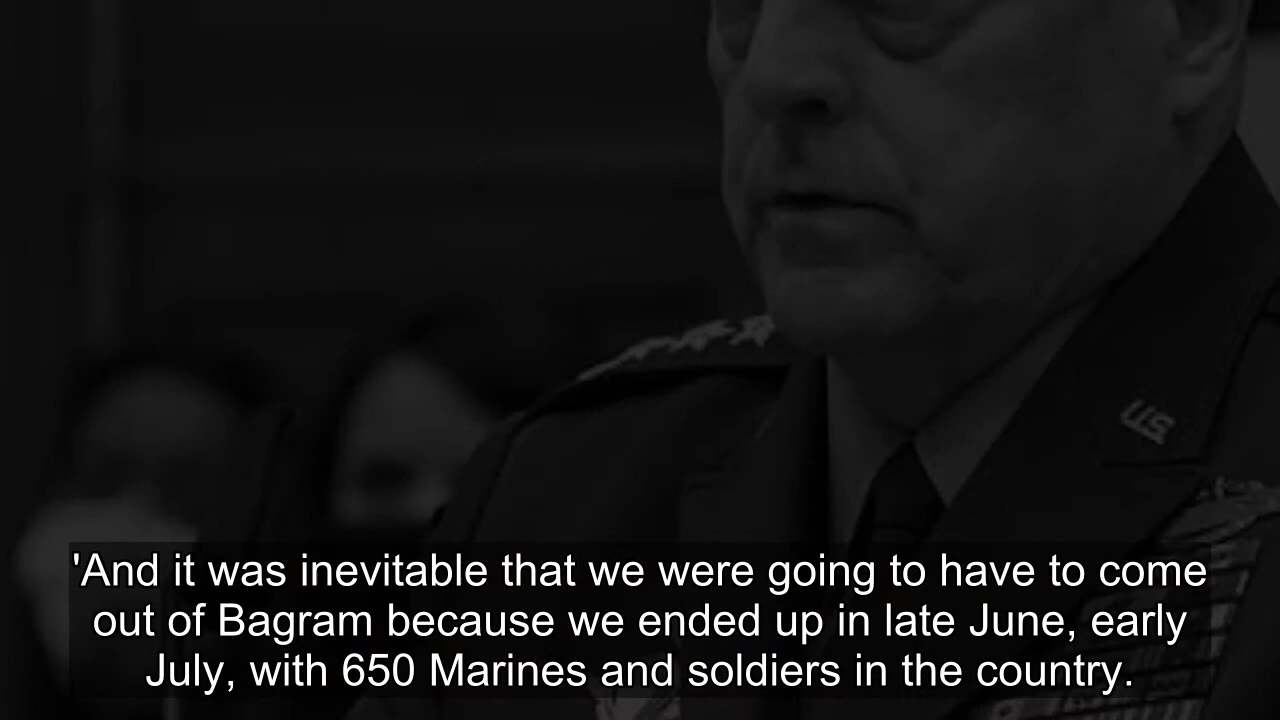 U.S.
'And it was inevitable that we were going to have to come
out of Bagram because we ended up in late June, early
July, with 650 Marines and soldiers in the country.